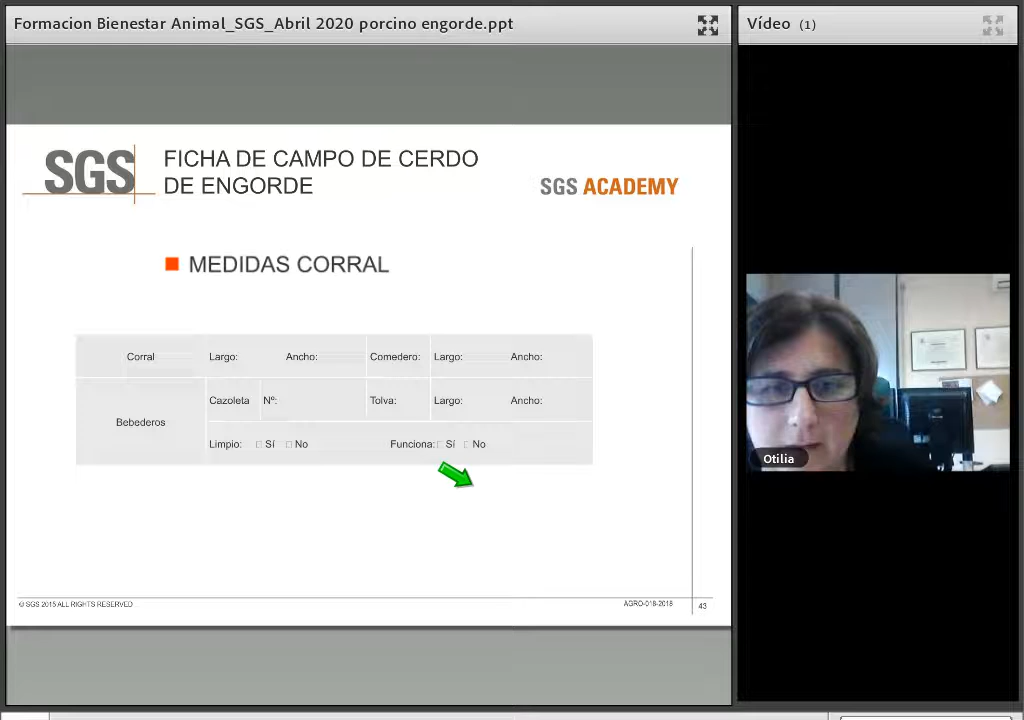 Formacion Bienestar Animal_SGS_Abril 2020 porcino engorde.ppt
Vídeo (1)
SGS
FICHA DE CAMPO DE CERDO
DE ENGORDE
SGS ACADEMY
MEDIDAS CORRAL
Corral Largo: Ancho: Comedero: Largo: Ancho:
Bebederos Cazoleta Nº: Tolva: Largo: Ancho:
Limpio: Sí No Funciona: Sí No
Otilia
© SGS 2015 ALL RIGHTS RESERVED
AGRO-018-2018
43